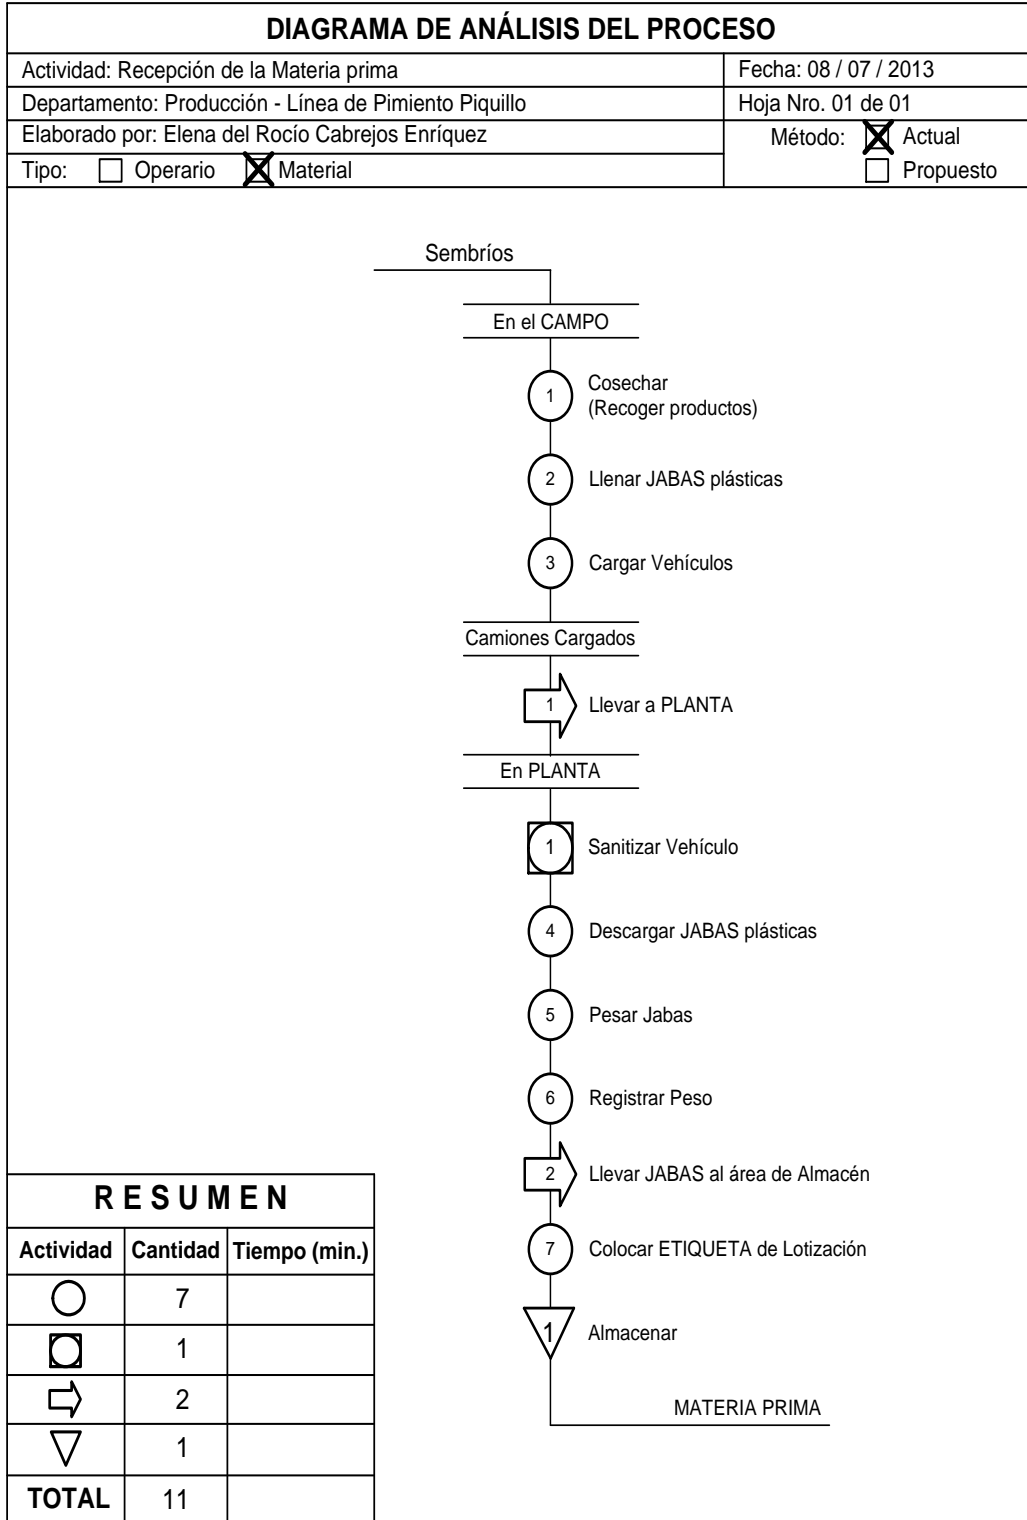 DIAGRAMA DE ANÁLISIS DEL PROCESO
Actividad: Recepción de la Materia prima
Fecha: 08 / 07 / 2013
Departamento: Producción - Línea de Pimiento Piquillo
Hoja Nro. 01 de 01
Elaborado por: Elena del Rocío Cabrejos Enríquez
Método: Actual
Tipo: Operario Material
Propuesto
Sembríos
En el CAMPO
1 Cosechar
(Recoger productos)
2 Llenar JABAS plásticas
3 Cargar Vehículos
Camiones Cargados
1 Llevar a PLANTA
En PLANTA
1 Sanitizar Vehículo
4 Descargar JABAS plásticas
5 Pesar Jabas
6 Registrar Peso
2 Llevar JABAS al área de Almacén
7 Colocar ETIQUETA de Lotización
1 Almacenar
MATERIA PRIMA
RESUMEN
Actividad Cantidad Tiempo (min.)
7
1
2
1
TOTAL 11